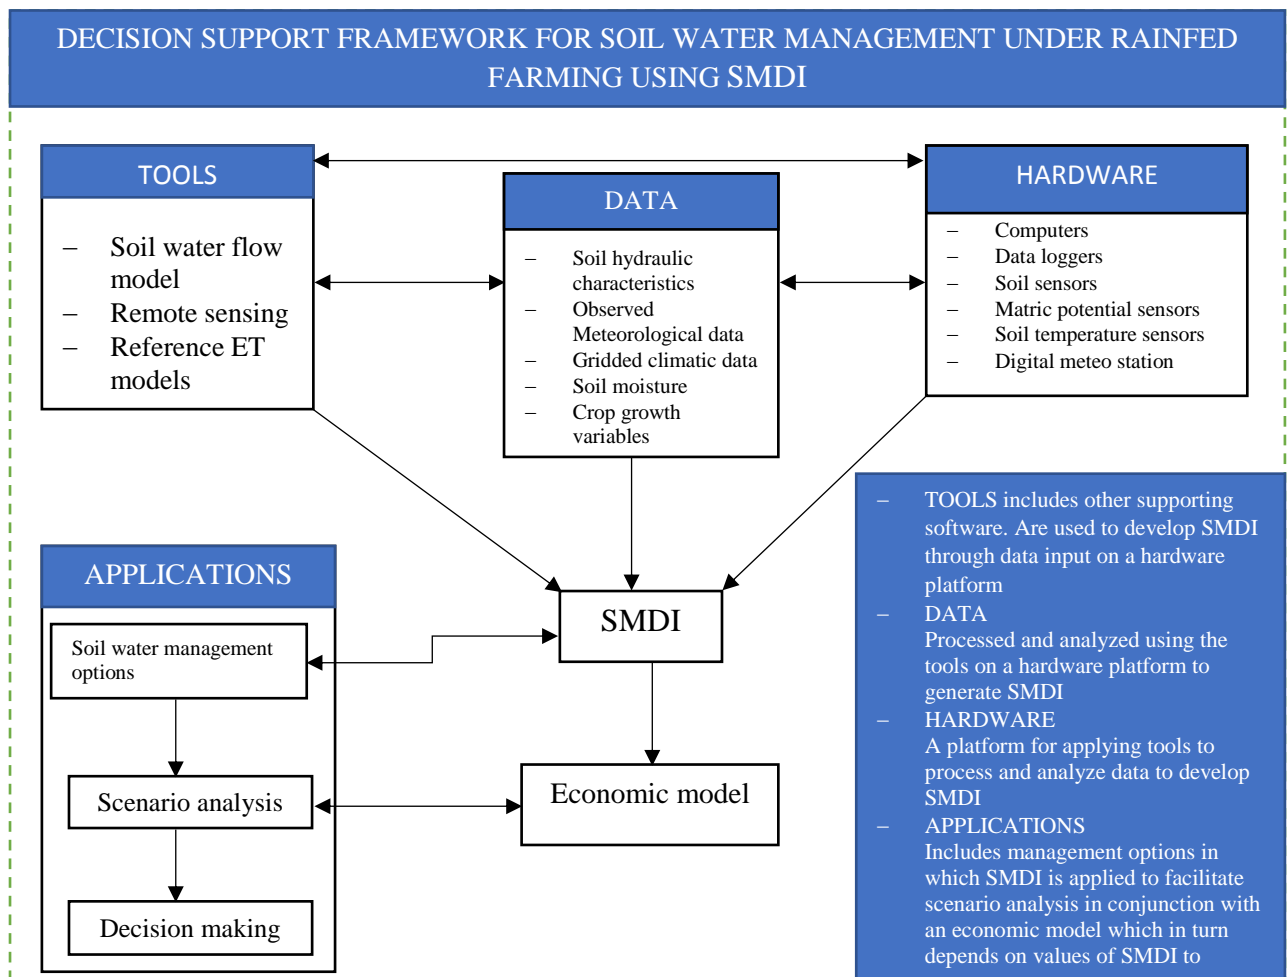 DECISION SUPPORT FRAMEWORK FOR SOIL WATER MANAGEMENT UNDER RAINFED
FARMING USING SMDI
TOOLS
– Soil water flow
model
– Remote sensing
– Reference ET
models
DATA
– Soil hydraulic
characteristics
– Observed
Meteorological data
– Gridded climatic data
– Soil moisture
– Crop growth
variables
HARDWARE
– Computers
– Data loggers
– Soil sensors
– Matric potential sensors
– Soil temperature sensors
– Digital meteo station
APPLICATIONS
Soil water management
options
Scenario analysis
Decision making
SMDI
Economic model
– TOOLS includes other supporting
software. Are used to develop SMDI
through data input on a hardware
platform
– DATA
Processed and analyzed using the
tools on a hardware platform to
generate SMDI
– HARDWARE
A platform for applying tools to
process and analyze data to develop
SMDI
– APPLICATIONS
Includes management options in
which SMDI is applied to facilitate
scenario analysis in conjunction with
an economic model which in turn
depends on values of SMDI to